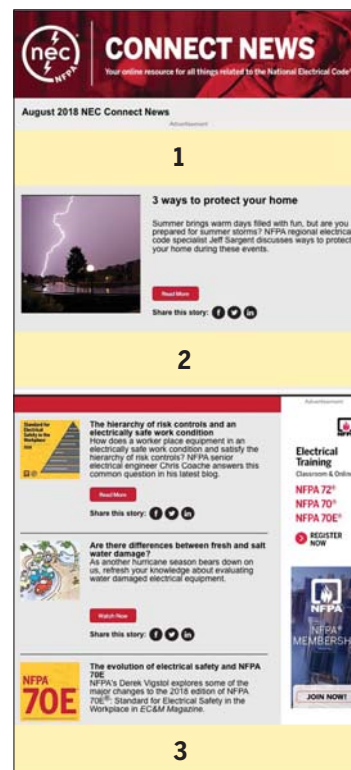 nec
NFPA
CONNECT NEWS
Your online resource for all things related to the National Electrical Code®
August 2018 NEC Connect News
Advertisement
1
3 ways to protect your home
Summer brings warm days filled with fun, but are you
prepared for summer storms? NFPA regional electrical
code specialist Jeff Sargent discusses ways to protect
your home during these events.
Read More
Share this story:
2
Standard for
Electrical
Safety in the
Workplace
The hierarchy of risk controls and an
electrically safe work condition
How does a worker place equipment in an
electrically safe work condition and satisfy the
hierarchy of risk controls? NFPA senior
electrical engineer Chris Coache answers this
common question in his latest blog.
Read More
Share this story:
Are there differences between fresh and salt
water damage?
As another hurricane season bears down on
us, refresh your knowledge about evaluating
water damaged electrical equipment.
Watch Now
Share this story:
NFPA
70E
The evolution of electrical safety and NFPA
70E
NFPA's Derek Vigstol explores some of the
major changes to the 2018 edition of NFPA
70E®: Standard for Electrical Safety in the
Workplace in EC&M Magazine.
Advertisement
Electrical
Training
Classroom & Online
NFPA 72®
NFPA 70®
NFPA 70E®
REGISTER
NOW
NFPA
NFPA®
MEMBERSH
JOIN NOW!
3